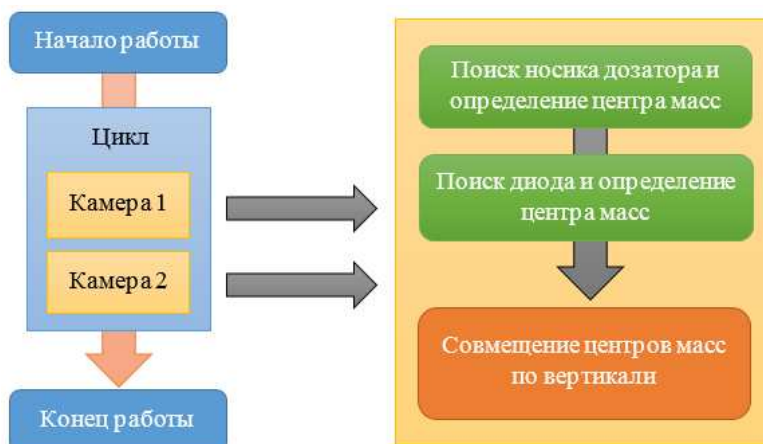 Начало работы
Цикл
Камера 1
Камера 2
Конец работы
Поиск носика дозатора и
определение центра масс
Поиск диода и определение
центра масс
Совмещение центров масс
по вертикали